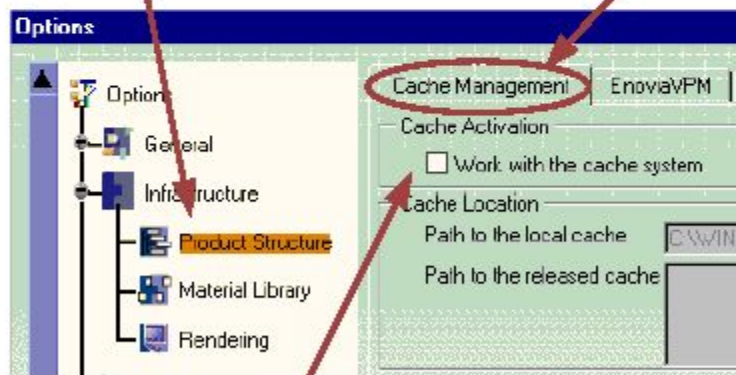 Options
Options
General
Infrastructure
Product Structure
Material Library
Rendering
Cache Management
EnoviaVPM
Cache Activation
Work with the cache system
Cache Location
Path to the local cache
C:\WIN
Path to the released cache